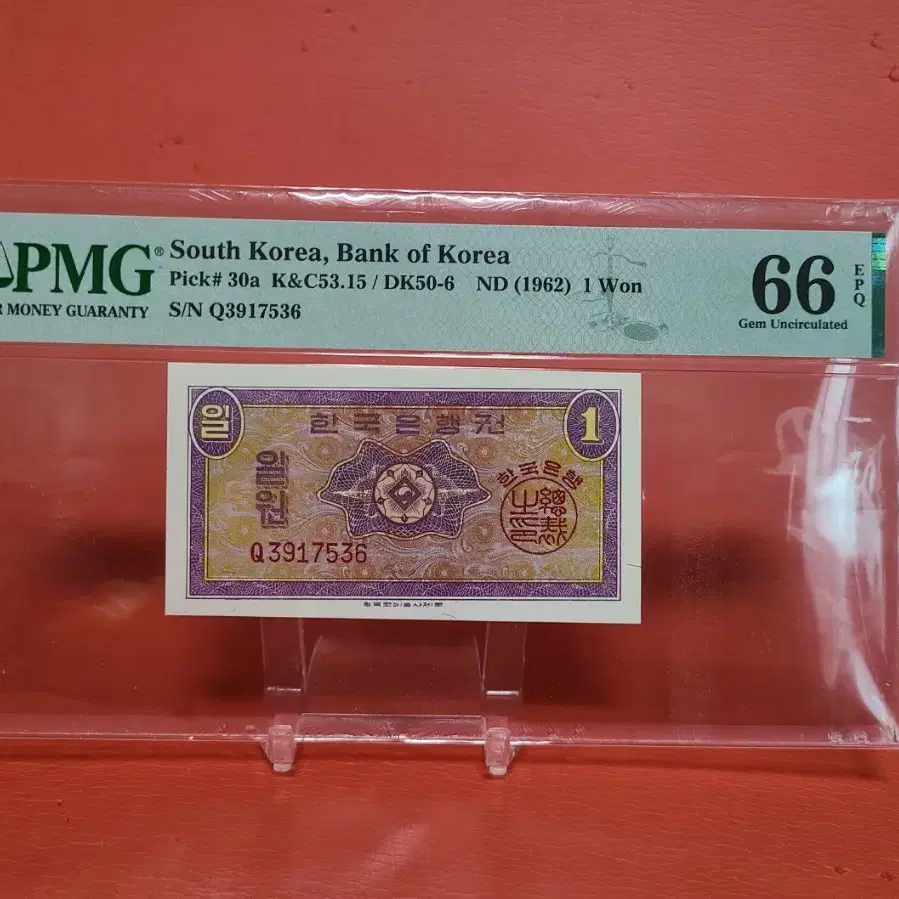 PMG® South Korea, Bank of Korea
Pick# 30a K&C53.15 / DK50-6 ND (1962) 1 Won
MONEY GUARANTY S/N Q3917536
66 EPQ
Gem Uncirculated
일 한국은행권 1
일원
한국은행
Q3917536